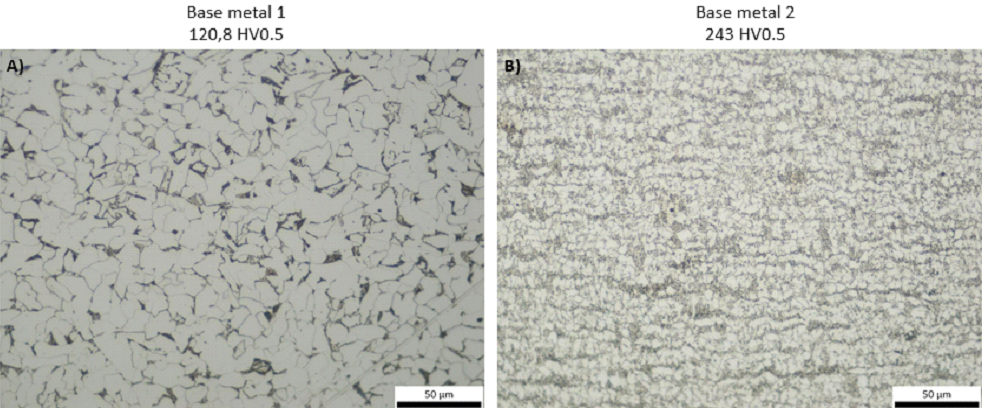 Base metal 1
120,8 HV0.5
Base metal 2
243 HV0.5
A)
B)
50 µm
50 µm